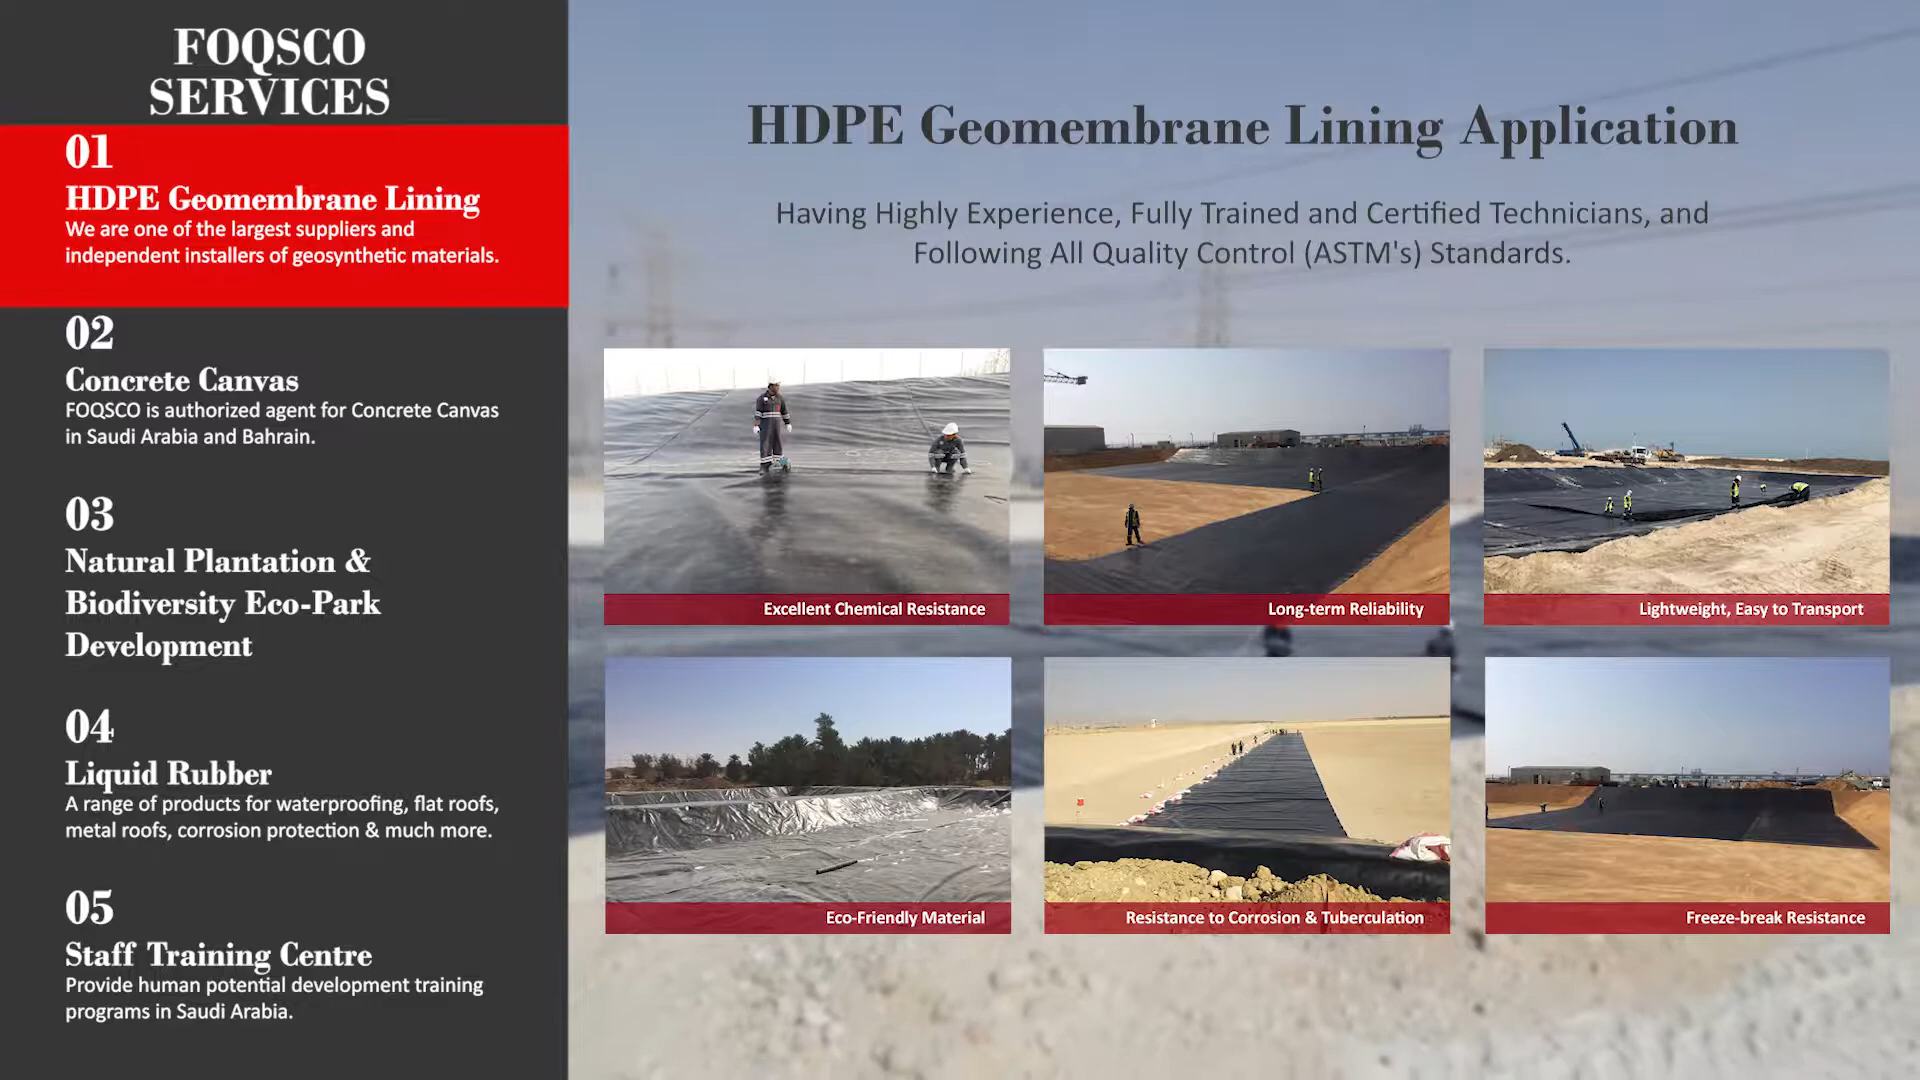 FOQSCO
SERVICES
01
HDPE Geomembrane Lining
We are one of the largest suppliers and
independent installers of geosynthetic materials.
02
Concrete Canvas
FOQSCO is authorized agent for Concrete Canvas
in Saudi Arabia and Bahrain.
03
Natural Plantation &
Biodiversity Eco-Park
Development
04
Liquid Rubber
A range of products for waterproofing, flat roofs,
metal roofs, corrosion protection & much more.
05
Staff Training Centre
Provide human potential development training
programs in Saudi Arabia.
HDPE Geomembrane Lining Application
Having Highly Experience, Fully Trained and Certified Technicians, and
Following All Quality Control (ASTM's) Standards.
Excellent Chemical Resistance
Long-term Reliability
Lightweight, Easy to Transport
Eco-Friendly Material
Resistance to Corrosion & Tuberculation
Freeze-break Resistance